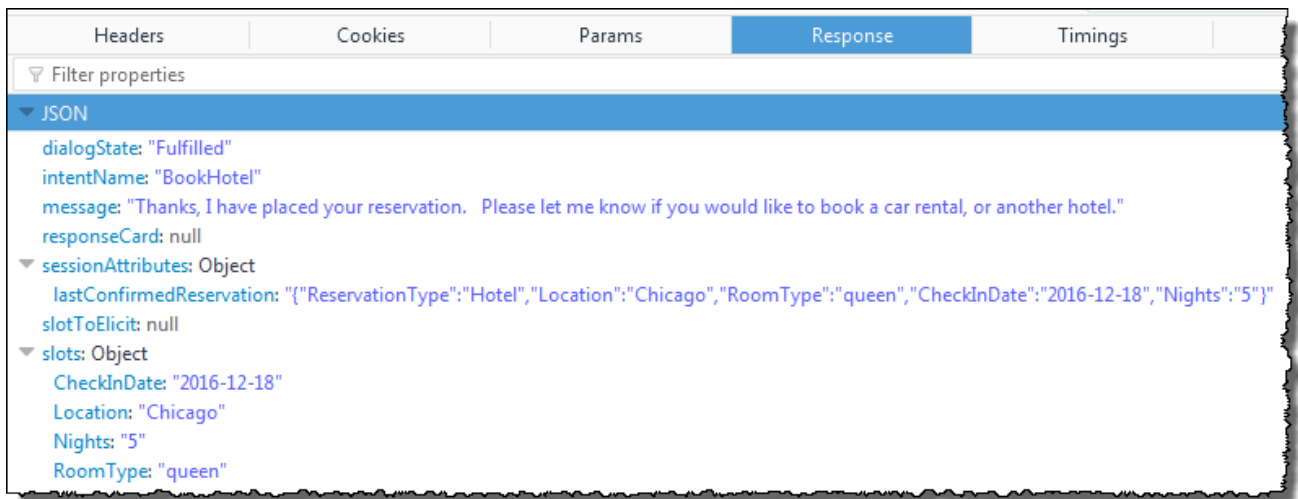 Headers Cookies Params Response Timings
Filter properties
JSON
dialogState: "Fulfilled"
intentName: "BookHotel"
message: "Thanks, I have placed your reservation.   Please let me know if you would like to book a car rental, or another hotel."
responseCard: null
sessionAttributes: Object
lastConfirmedReservation: "{"ReservationType":"Hotel","Location":"Chicago","RoomType":"queen","CheckInDate":"2016-12-18","Nights":"5"}"
slotToElicit: null
slots: Object
CheckInDate: "2016-12-18"
Location: "Chicago"
Nights: "5"
RoomType: "queen"